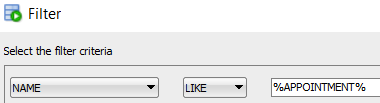 Filter
Select the filter criteria
NAME LIKE %APPOINTMENT%